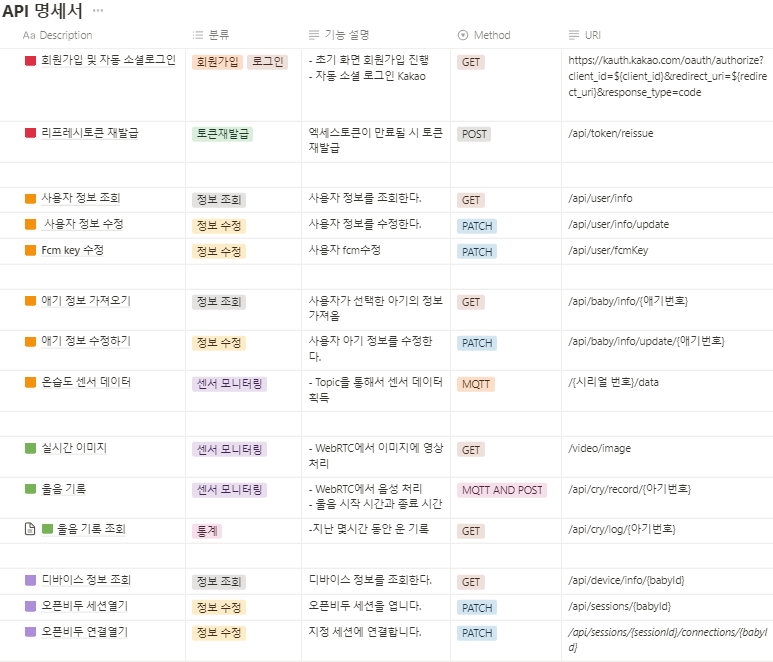 API 명세서 ...
Aa Description 분류 기능 설명 Method URI
회원가입 및 자동 소셜로그인 회원가입 로그인 - 초기 화면 회원가입 진행 GET https://kauth.kakao.com/oauth/authorize?
- 자동 소셜 로그인 Kakao client_id=${client_id}&redirect_uri=${redir
ect_uri}&response_type=code
리프레시토큰 재발급 토큰재발급 엑세스토큰이 만료될 시 토큰 POST /api/token/reissue
재발급
사용자 정보 조회 정보 조회 사용자 정보를 조회한다. GET /api/user/info
사용자 정보 수정 정보 수정 사용자 정보를 수정한다. PATCH /api/user/info/update
Fcm key 수정 정보 수정 사용자 fcm수정 PATCH /api/user/fcmKey
애기 정보 가져오기 정보 조회 사용자가 선택한 아기의 정보 GET /api/baby/info/{애기번호}
가져옴
애기 정보 수정하기 정보 수정 사용자 아기 정보를 수정한 PATCH /api/baby/info/update/{애기번호}
다.
온습도 센서 데이터 센서 모니터링 - Topic을 통해서 센서 데이터 MQTT /{시리얼 번호}/data
획득
실시간 이미지 센서 모니터링 - WebRTC에서 이미지에 영상 GET /video/image
처리
울음 기록 센서 모니터링 - WebRTC에서 음성 처리 MQTT AND POST /api/cry/record/{아기번호}
- 울음 시작 시간과 종료 시간
울음 기록 조회 통계 -지난 몇시간 동안 운 기록 GET /api/cry/log/{아기번호}
디바이스 정보 조회 정보 조회 디바이스 정보를 조회한다. GET /api/device/info/{babyId}
오픈비두 세션열기 정보 수정 오픈비두 세션을 엽니다. PATCH /api/sessions/{babyId}
오픈비두 연결열기 정보 수정 지정 세션에 연결합니다. PATCH /api/sessions/{sessionId}/connections/{babyI
d}